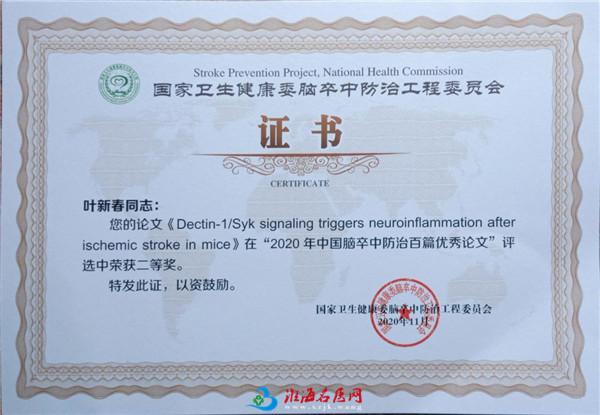 Stroke Prevention Project, National Health Commission
国家卫生健康委脑卒中防治工程委员会
证书
CERTIFICATE
叶新春同志：
您的论文《Dectin-1/Syk signaling triggers neuroinflammation after
ischemic stroke in mice》在“2020年中国脑卒中防治百篇优秀论文”评
选中荣获二等奖。
特发此证，以资鼓励。
国家卫生健康委脑卒中防治工程委员会
2020年11月
淮海名医网
www.xzjk.wang